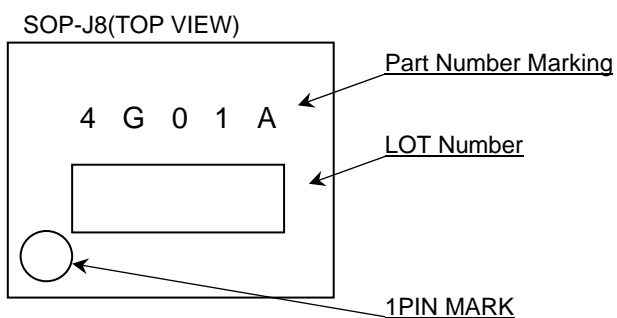 SOP-J8(TOP VIEW)
Part Number Marking
4 G 0 1 A
LOT Number
1PIN MARK